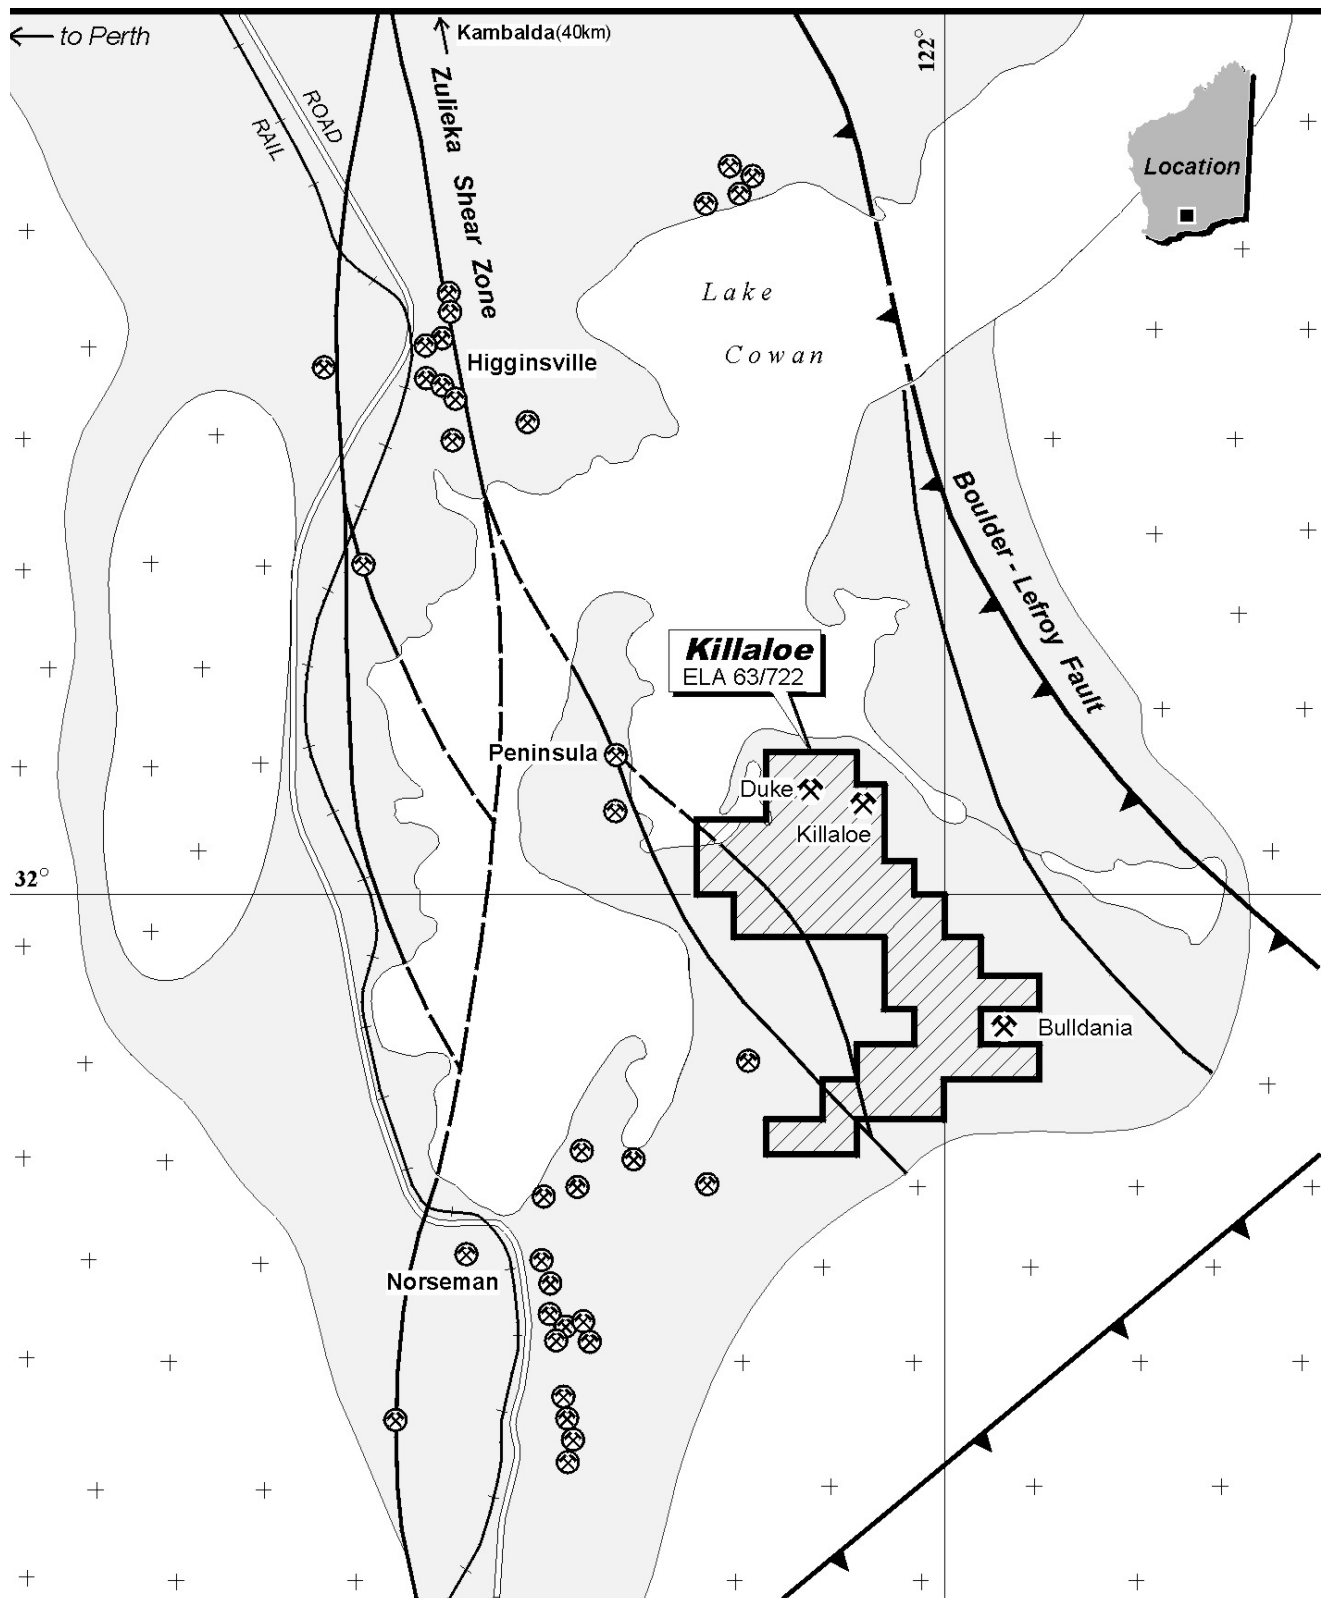 to Perth
Kambalda(40km)
122°
ROAD
RAIL
Zulieka Shear Zone
Location
Lake
Cowan
Higginsville
Boulder - Lefroy Fault
Killaloe
ELA 63/722
Peninsula
Duke
Killaloe
32°
Bulldania
Norseman